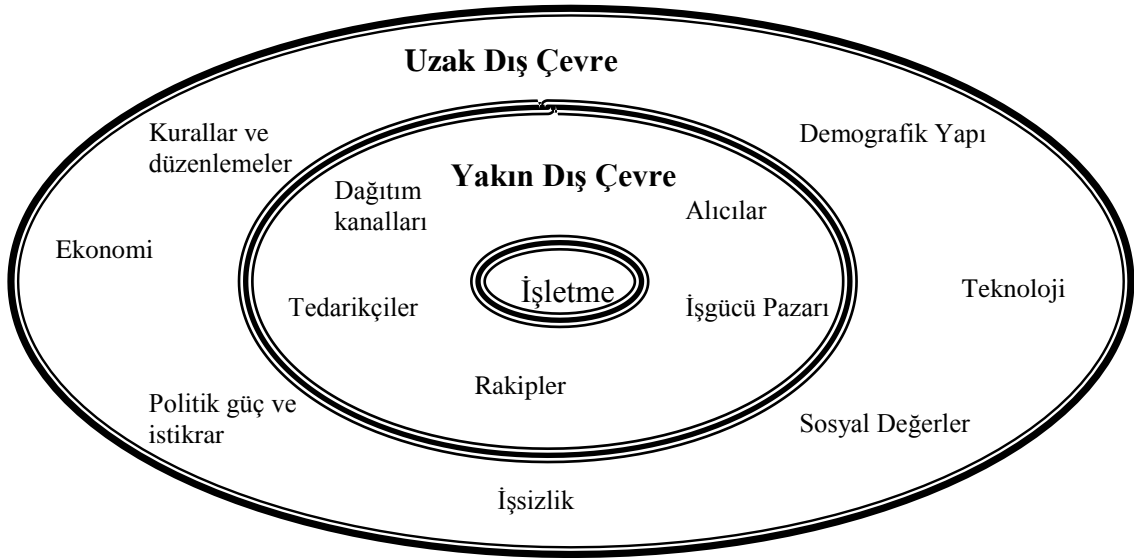 Uzak Dış Çevre
Kurallar ve
düzenlemeler
Demografik Yapı
Yakın Dış Çevre
Dağıtım
kanalları
Alıcılar
Ekonomi
İşletme
Teknoloji
Tedarikçiler
İşgücü Pazarı
Rakipler
Politik güç ve
istikrar
Sosyal Değerler
İşsizlik